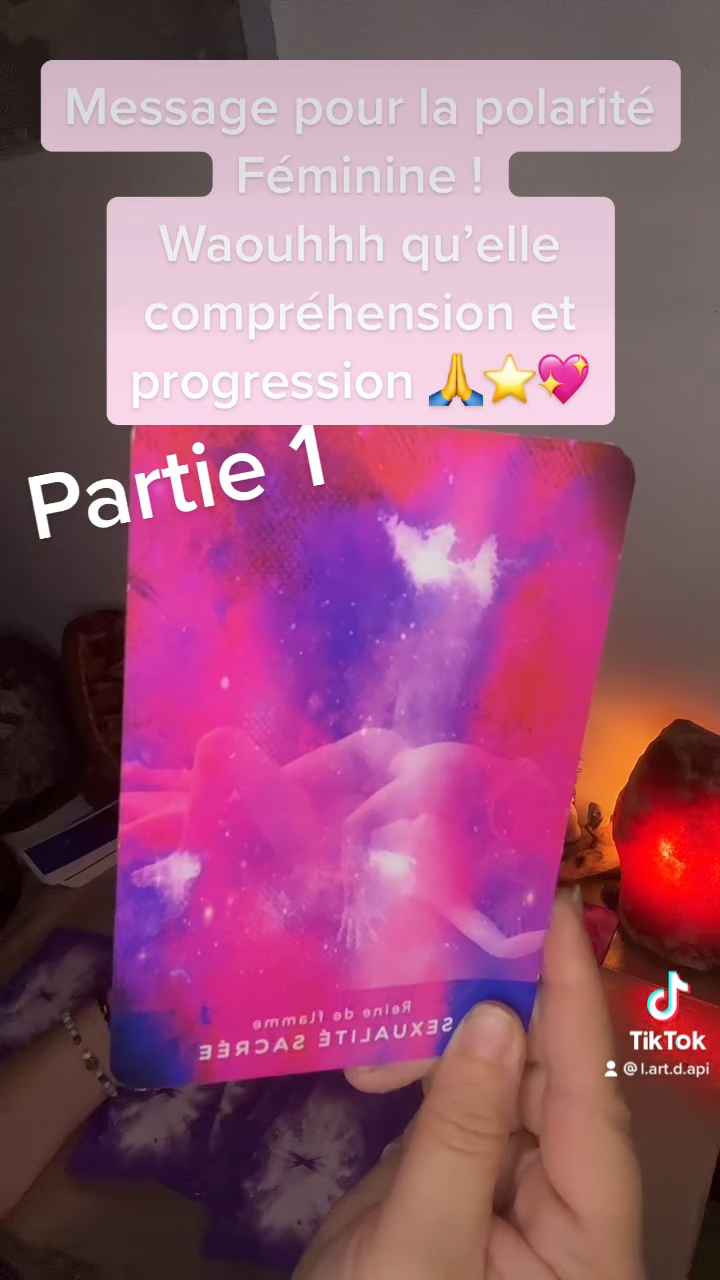 Message pour la polarité
Féminine !
Waouhhh qu’elle
compréhension et
progression 🙏⭐💖
Partie 1
Reine de flamme
SEXUALITÉ SACRÉE
TikTok
@l.art.d.api